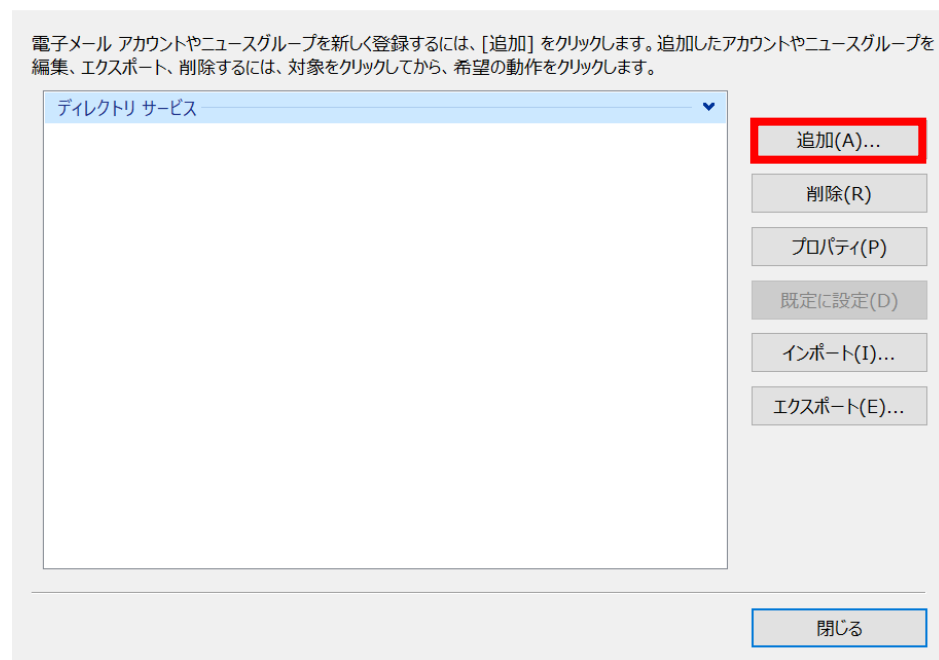 電子メール アカウントやニュースグループを新しく登録するには、[追加] をクリックします。追加したアカウントやニュースグループを
編集、エクスポート、削除するには、対象をクリックしてから、希望の動作をクリックします。
ディレクトリ サービス
追加(A)...
削除(R)
プロパティ(P)
既定に設定(D)
インポート(I)...
エクスポート(E)...
閉じる